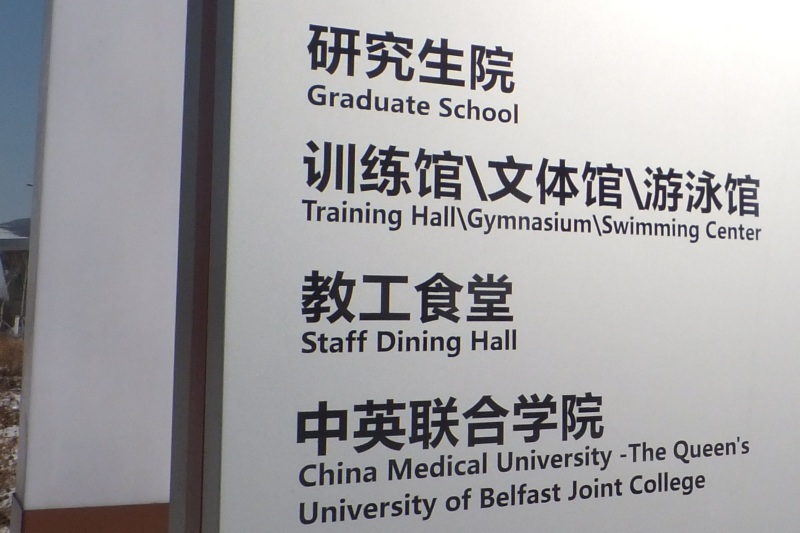 研究生院
Graduate School
训练馆\文体馆\游泳馆
Training Hall\Gymnasium\Swimming Center
教工食堂
Staff Dining Hall
中英联合学院
China Medical University -The Queen's
University of Belfast Joint College